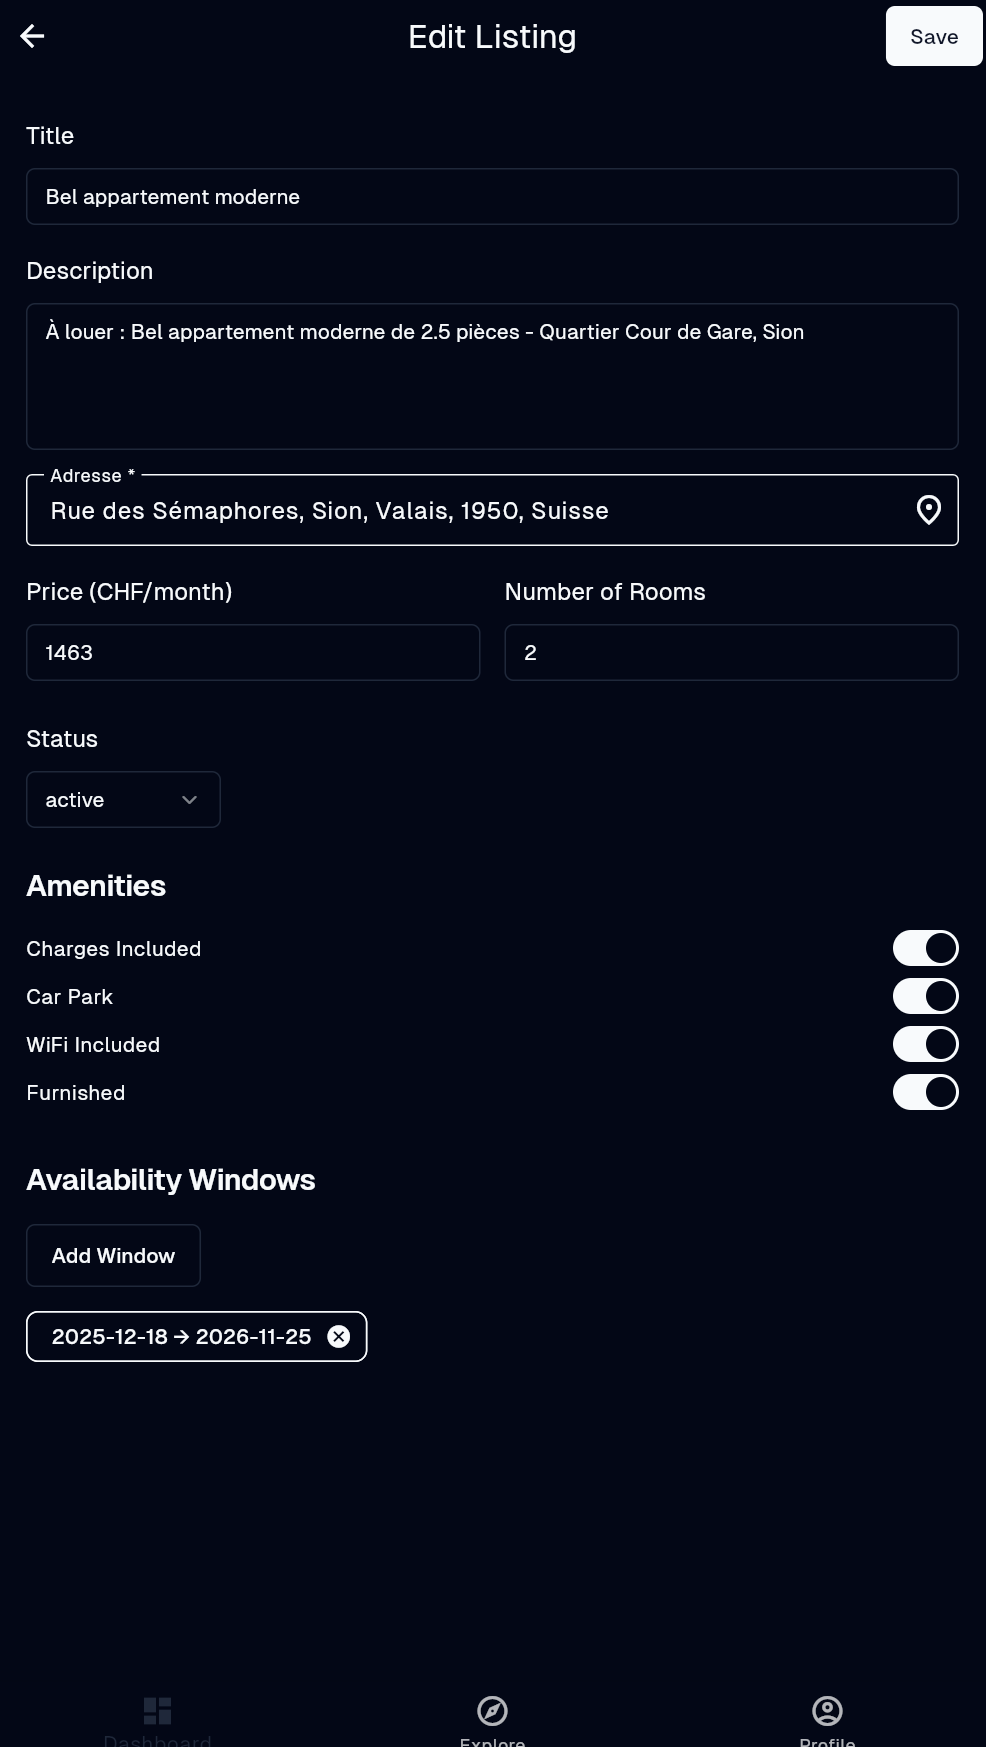 Edit Listing
Save
Title
Bel appartement moderne
Description
À louer : Bel appartement moderne de 2.5 pièces - Quartier Cour de Gare, Sion
Adresse *
Rue des Sémaphores, Sion, Valais, 1950, Suisse
Price (CHF/month)
Number of Rooms
1463
2
Status
active
Amenities
Charges Included
Car Park
WiFi Included
Furnished
Availability Windows
Add Window
2025-12-18 → 2026-11-25
Dashboard
Explore
Profile